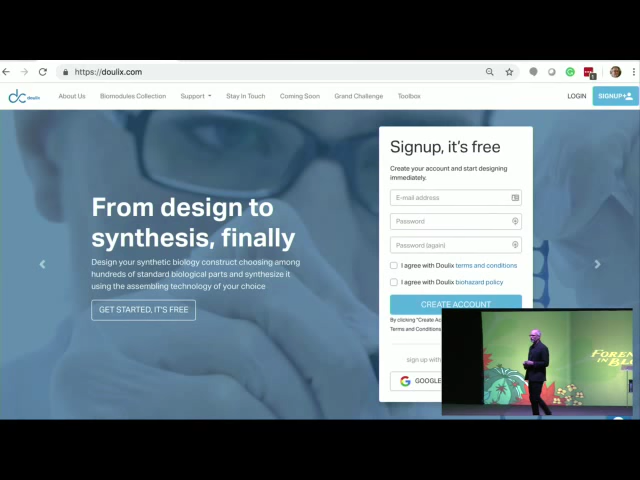 https://doulix.com
dc doulix
About Us
Biomodules Collection
Support
Stay in Touch
Coming Soon
Grand Challenge
Toolbox
LOGIN
SIGNUP
From design to
synthesis, finally
Design your synthetic biology construct choosing among
hundreds of standard biological parts and synthesize it
using the assembling technology of your choice
GET STARTED, IT'S FREE
Signup, it's free
Create your account and start designing
immediately.
E-mail address
Password
Password (again)
I agree with Doulix terms and conditions
I agree with Doulix biohazard policy
CREATE ACCOUNT
By clicking "Create Ac
Terms and Conditions
sign up with
GOOGLE
IN